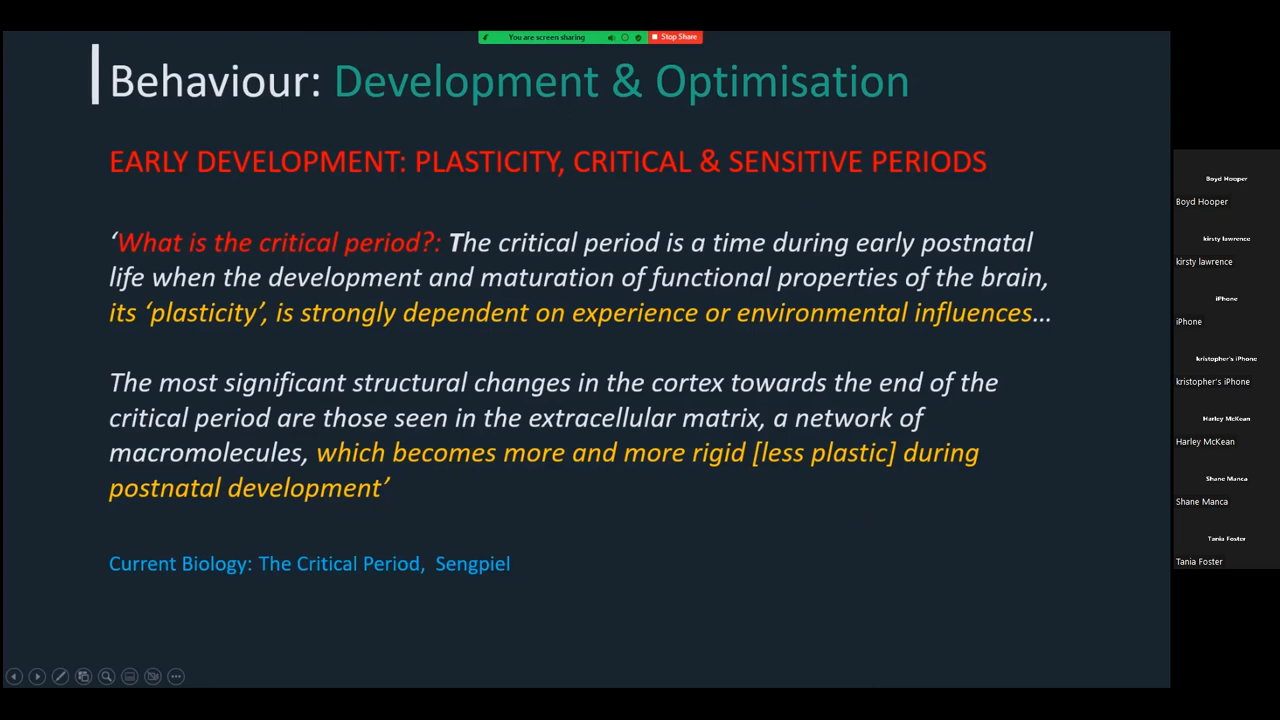 You are screen sharing
Stop Share
Behaviour: Development & Optimisation
EARLY DEVELOPMENT: PLASTICITY, CRITICAL & SENSITIVE PERIODS
‘What is the critical period?: The critical period is a time during early postnatal
life when the development and maturation of functional properties of the brain,
its ‘plasticity’, is strongly dependent on experience or environmental influences…
The most significant structural changes in the cortex towards the end of the
critical period are those seen in the extracellular matrix, a network of
macromolecules, which becomes more and more rigid [less plastic] during
postnatal development’
Current Biology: The Critical Period, Sengpiel
Boyd Hooper
Boyd Hooper
kirsty lawrence
kirsty lawrence
iPhone
iPhone
kristopher's iPhone
kristopher's iPhone
Harley McKean
Harley McKean
Shane Manca
Shane Manca
Tania Foster
Tania Foster